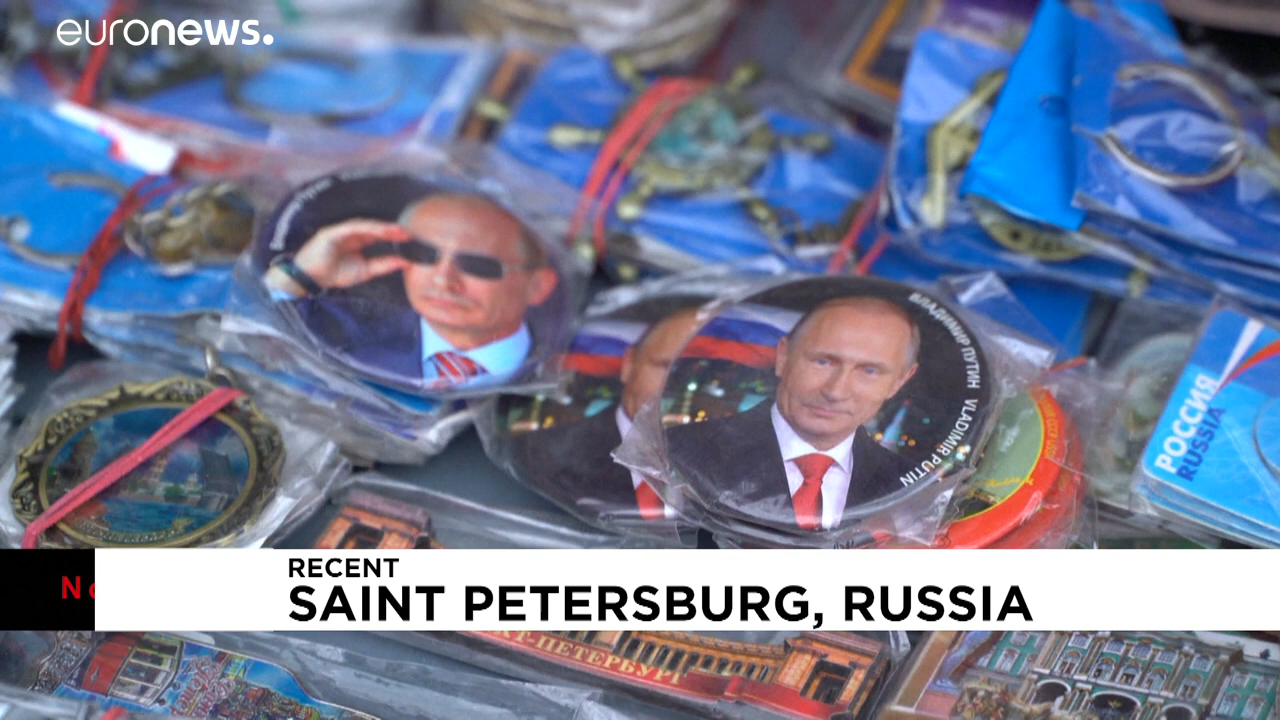 euronews.
ВЛАДИМИР ПУТИН VLADIMIR PUTIN
РОССИЯ
RUSSIA
RECENT
SAINT PETERSBURG, RUSSIA